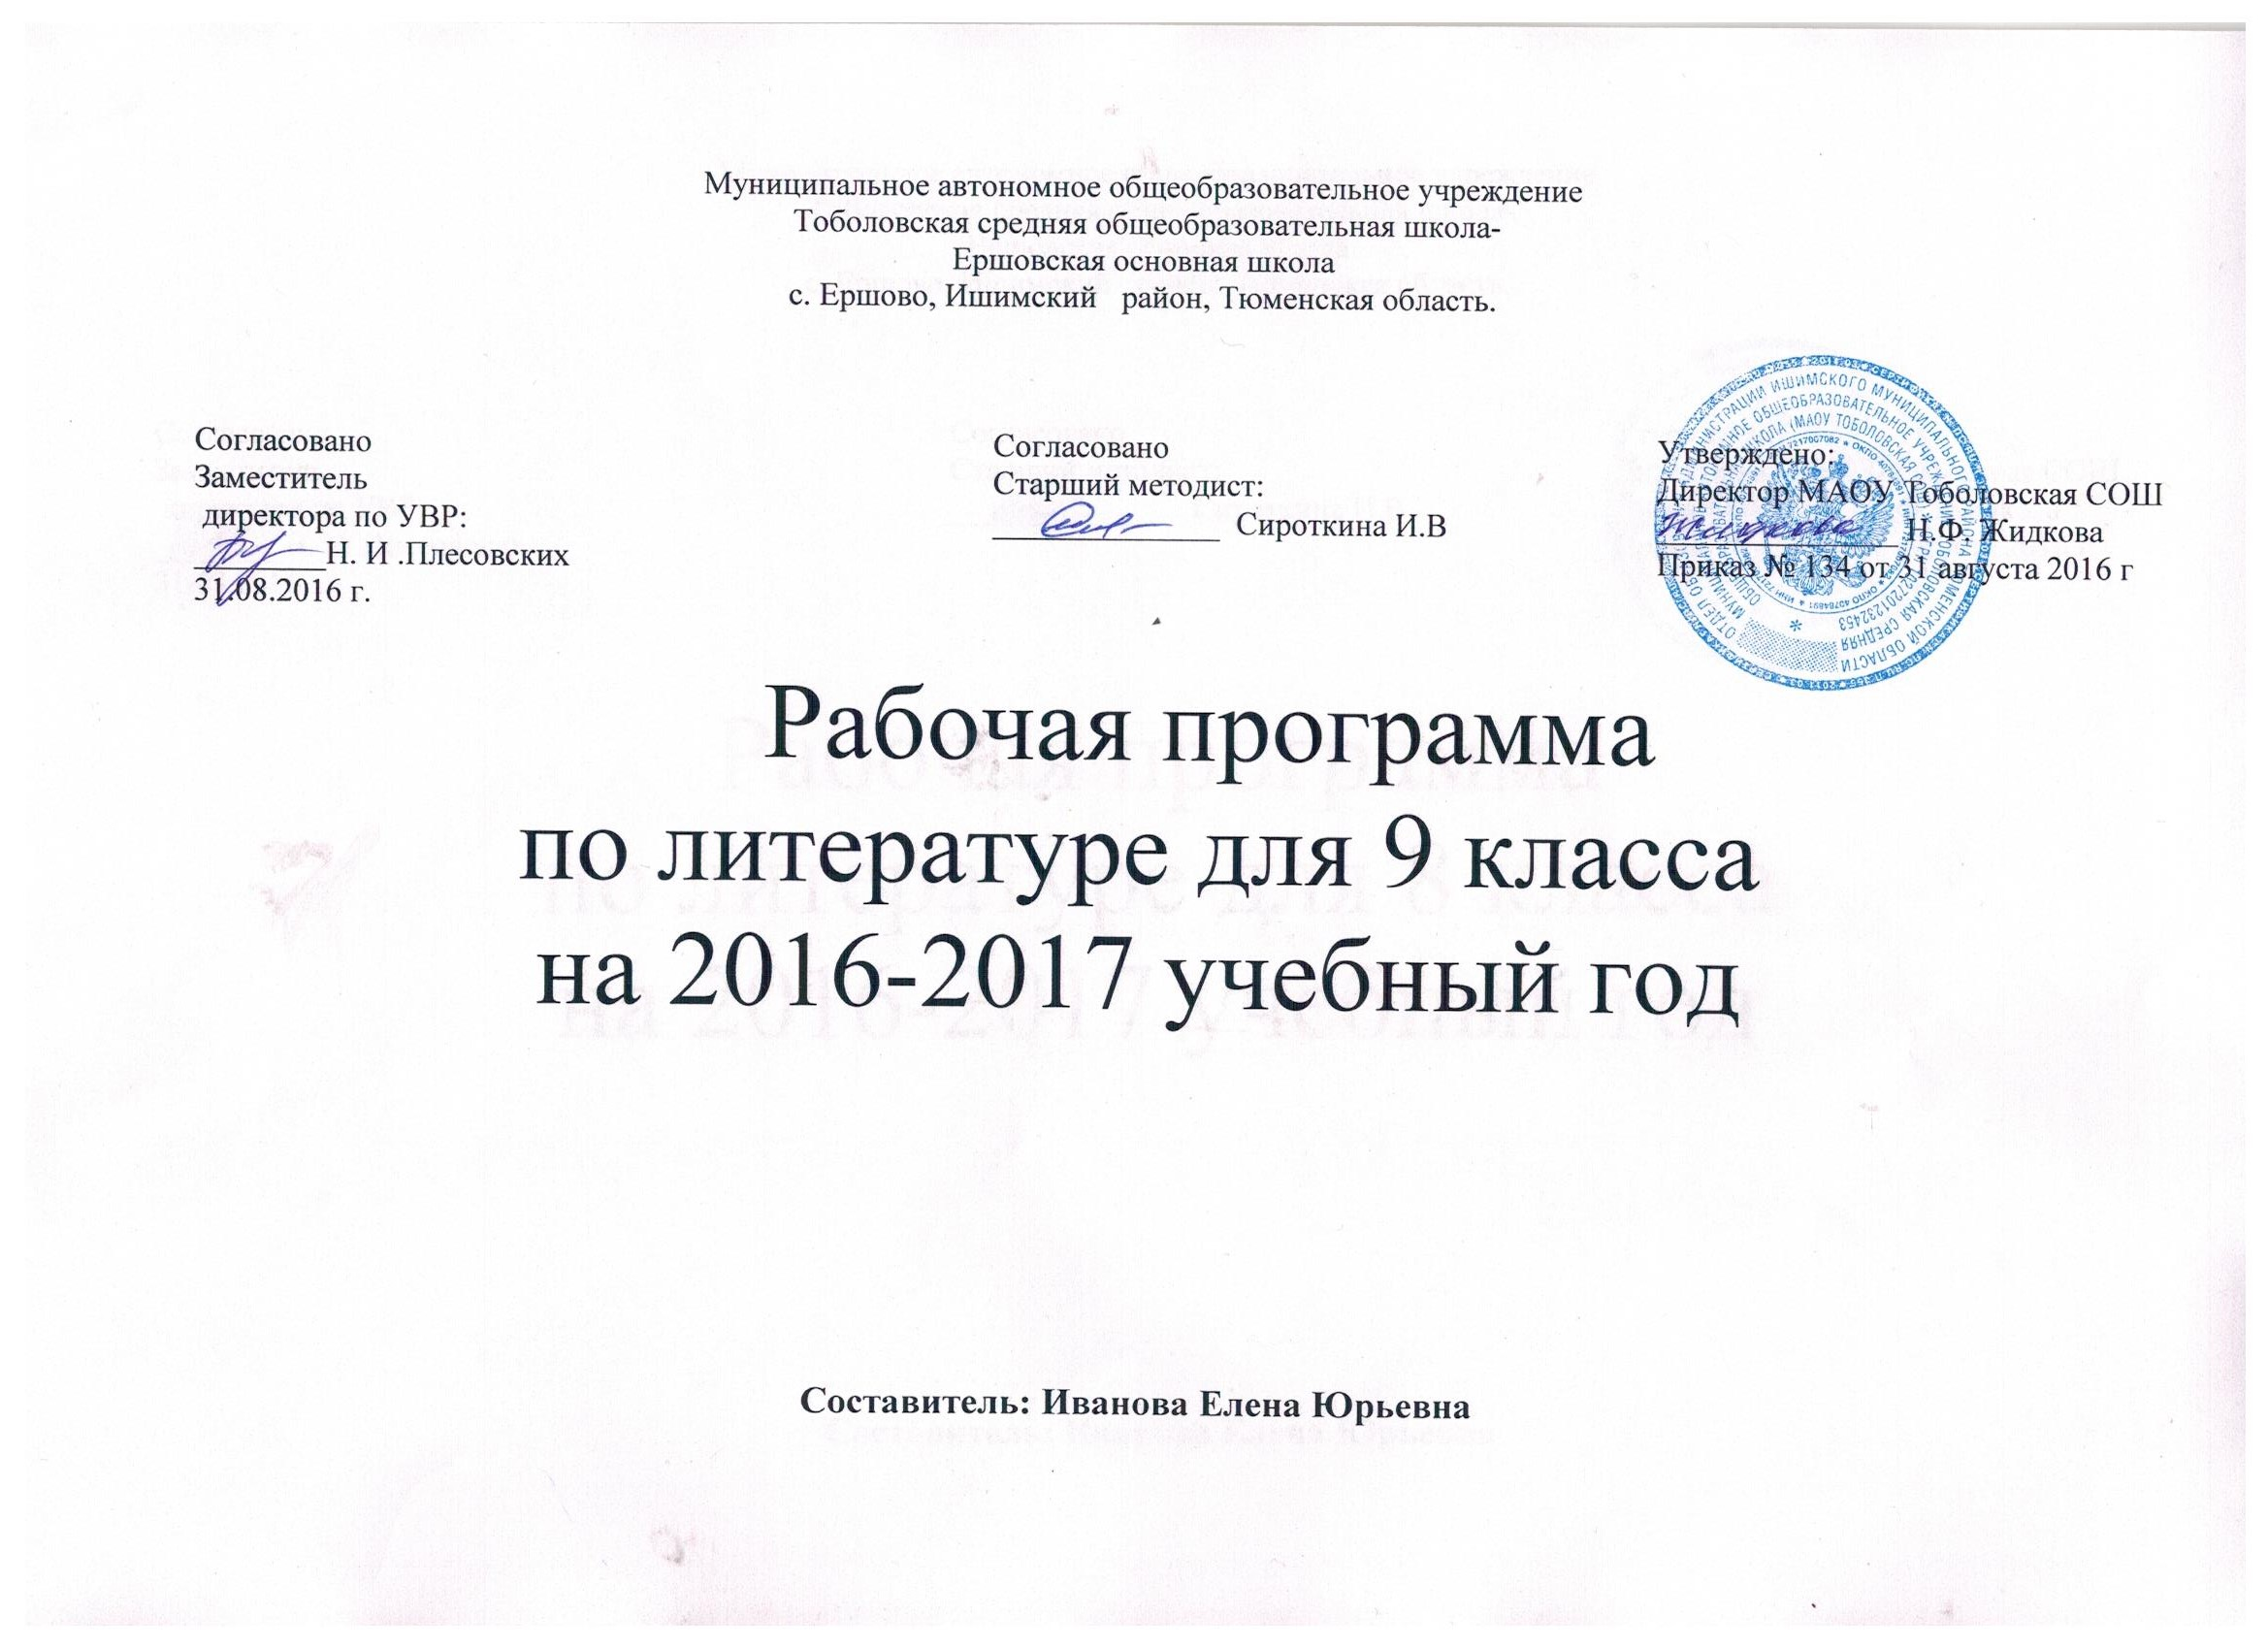 Муниципальное автономное общеобразовательное учреждение
Тоболовская средняя общеобразовательная школа-
Ершовская основная школа
с. Ершово, Ишимский район, Тюменская область.
Согласовано
Заместитель
директора по УВР:
Н. И .Плесовских
31.08.2016 г.
Согласовано
Старший методист:
Сироткина И.В
Утверждено:
Директор МАОУ Тоболовская СОШ
Жидкова Н.Ф. Жидкова
Приказ № 134 от 31 августа 2016 г
Рабочая программа
по литературе для 9 класса
на 2016-2017 учебный год
Составитель: Иванова Елена Юрьевна